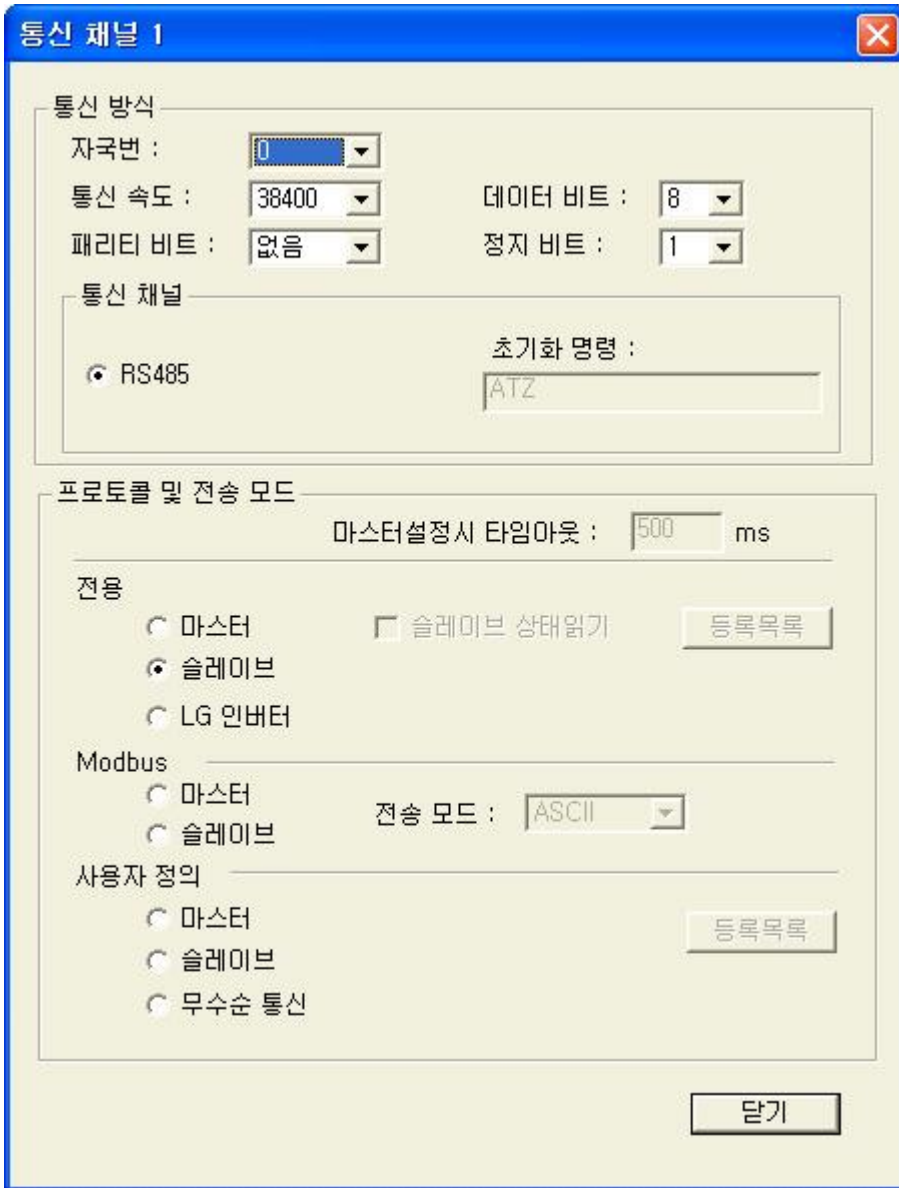 통신 채널 1
통신 방식
자국번 : 0
통신 속도 : 38400 데이터 비트 : 8
패리티 비트 : 없음 정지 비트 : 1
통신 채널
RS485
초기화 명령 :
ATZ
프로토콜 및 전송 모드
마스터설정시 타임아웃 : 500 ms
전용
마스터 슬레이브 상태읽기 등록목록
슬레이브
LG 인버터
Modbus
마스터
전송 모드 : ASCII
슬레이브
사용자 정의
마스터
등록목록
슬레이브
무수순 통신
닫기